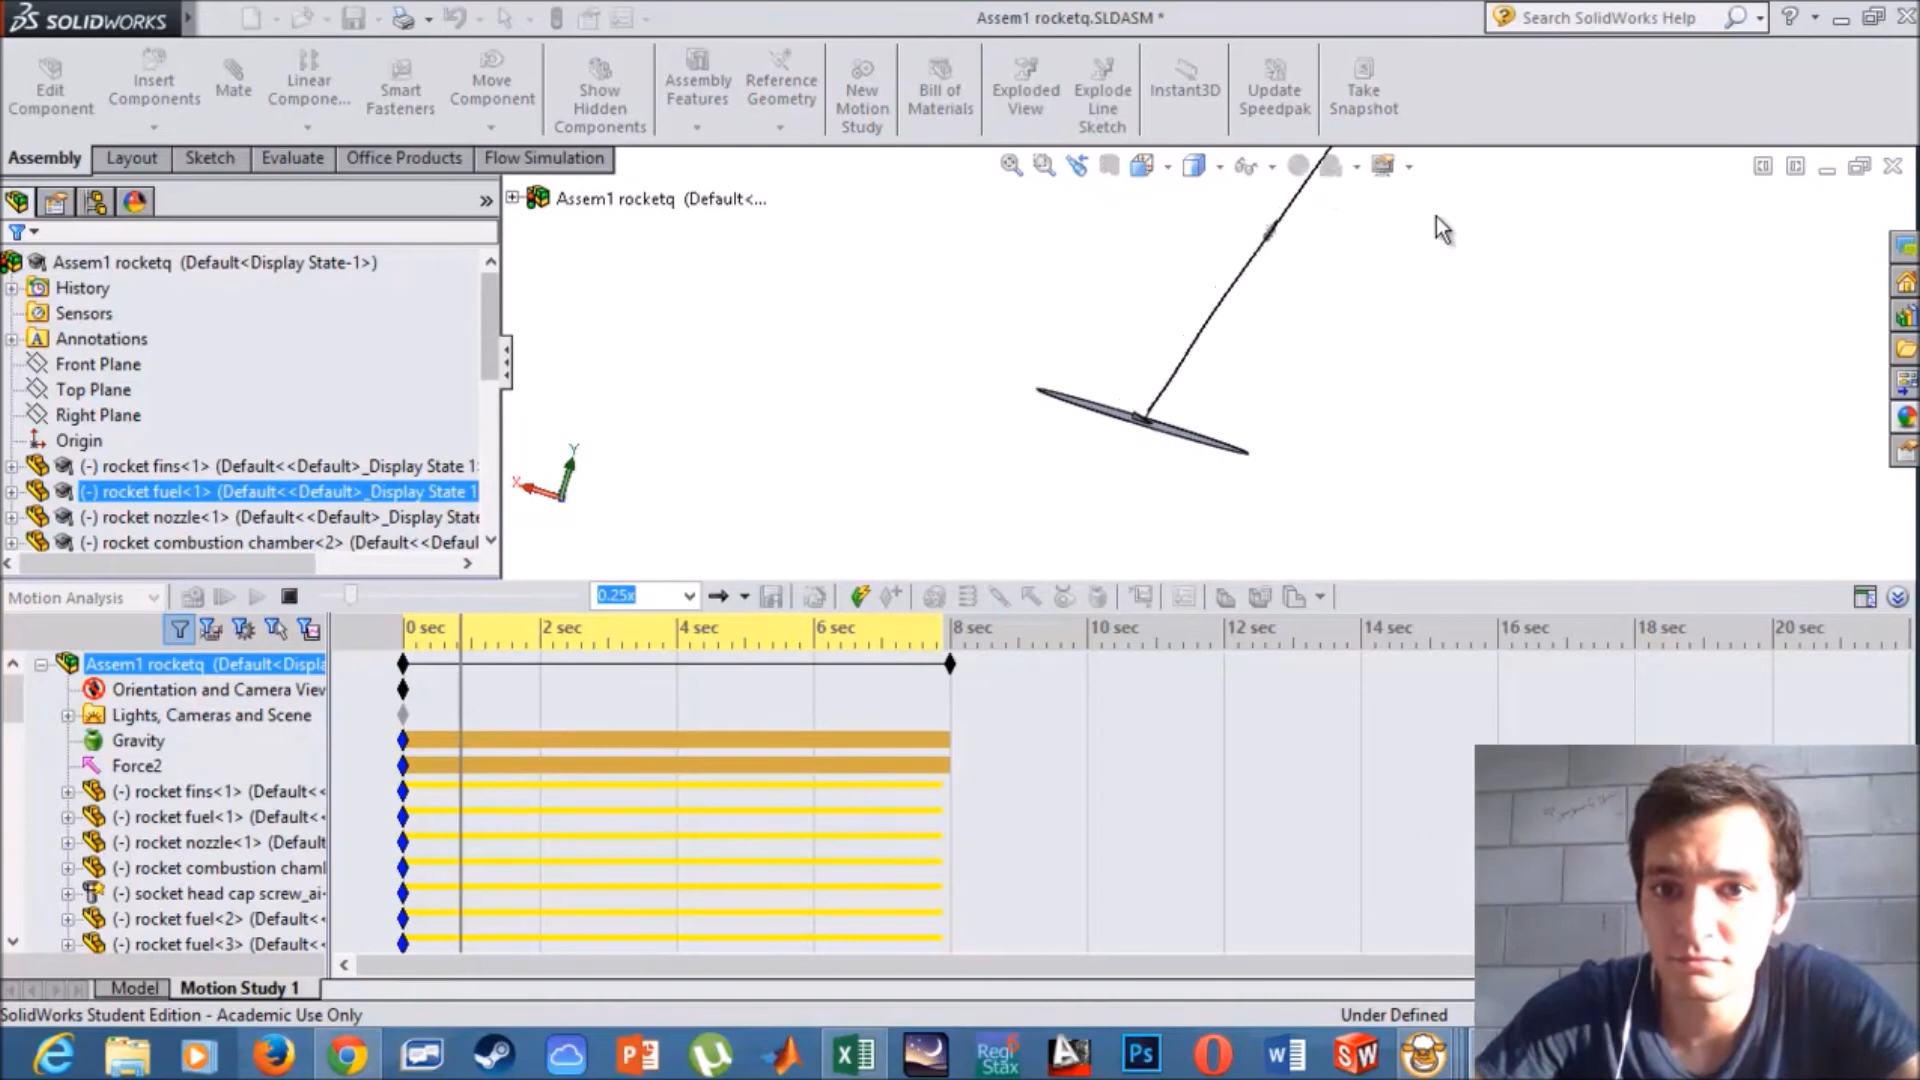 SOLIDWORKS
Assem1 rocketq.SLDASM *
Search SolidWorks Help
Edit Component
Insert Components
Mate
Linear Compone...
Smart Fasteners
Move Component
Show Hidden Components
Assembly Features
Reference Geometry
New Motion Study
Bill of Materials
Exploded View
Explode Line Sketch
Instant3D
Update Speedpak
Take Snapshot
Assembly
Layout
Sketch
Evaluate
Office Products
Flow Simulation
Assem1 rocketq (Default<...
Assem1 rocketq (Default<Display State-1>)
History
Sensors
Annotations
Front Plane
Top Plane
Right Plane
Origin
(-) rocket fins<1> (Default<<Default>_Display State 1
(-) rocket fuel<1> (Default<<Default>_Display State 1
(-) rocket nozzle<1> (Default<<Default>_Display State
(-) rocket combustion chamber<2> (Default<<Defaul
Y
X
Motion Analysis
0.25x
0 sec 2 sec 4 sec 6 sec 8 sec 10 sec 12 sec 14 sec 16 sec 18 sec 20 sec
Assem1 rocketq (Default<Displa
Orientation and Camera View
Lights, Cameras and Scene
Gravity
Force2
(-) rocket fins<1> (Default<<
(-) rocket fuel<1> (Default<<
(-) rocket nozzle<1> (Default
(-) rocket combustion chaml
(-) socket head cap screw_ai
(-) rocket fuel<2> (Default<<
(-) rocket fuel<3> (Default<<
Model
Motion Study 1
SolidWorks Student Edition - Academic Use Only
Under Defined
Regi Stax
Ps
SW